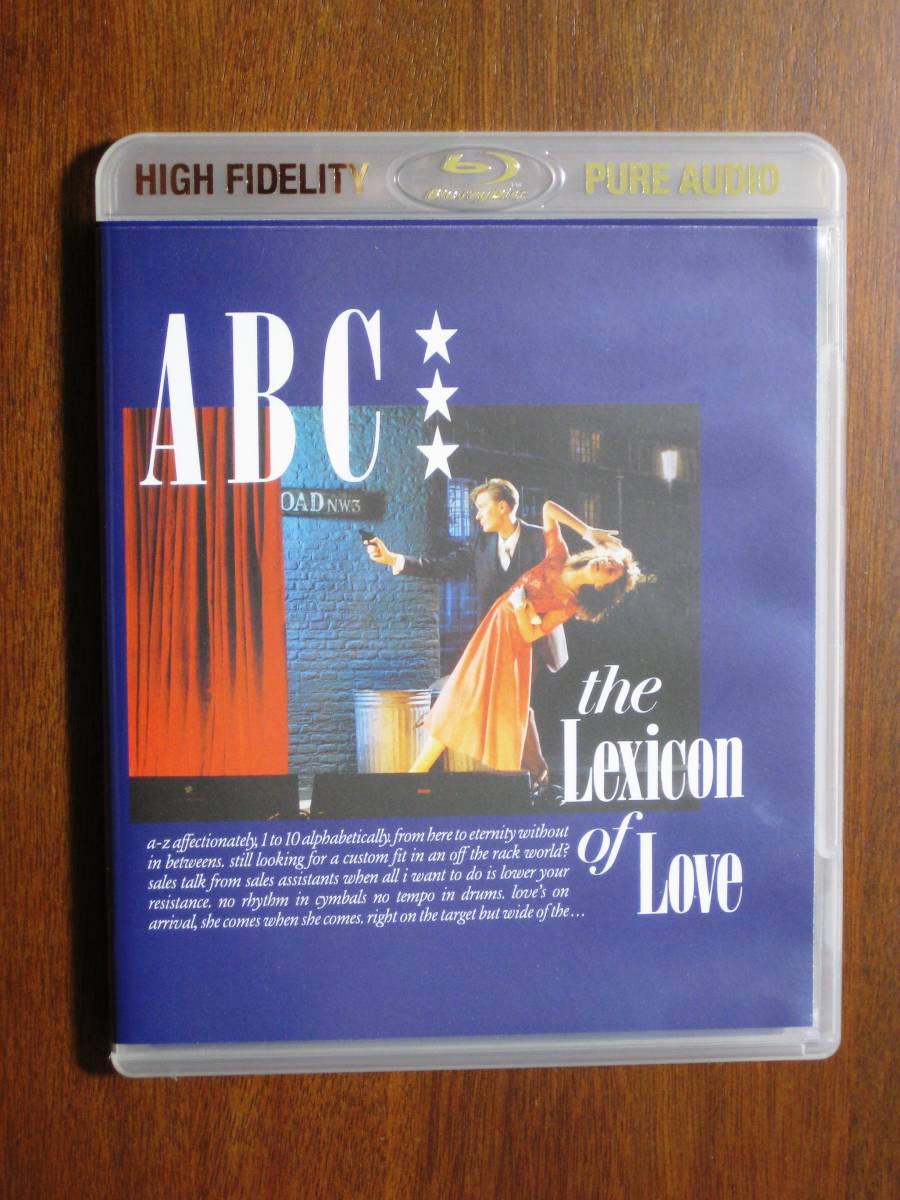 HIGH FIDELITY Blu-ray Disc™ PURE AUDIO
ABC
OAD NW3
the
Lexicon
of
Love
a-z affectionately, 1 to 10 alphabetically. from here to eternity without
in betweens. still looking for a custom fit in an off the rack world?
sales talk from sales assistants when all i want to do is lower your
resistance. no rhythm in cymbals no tempo in drums. love's on
arrival, she comes when she comes. right on the target but wide of the...